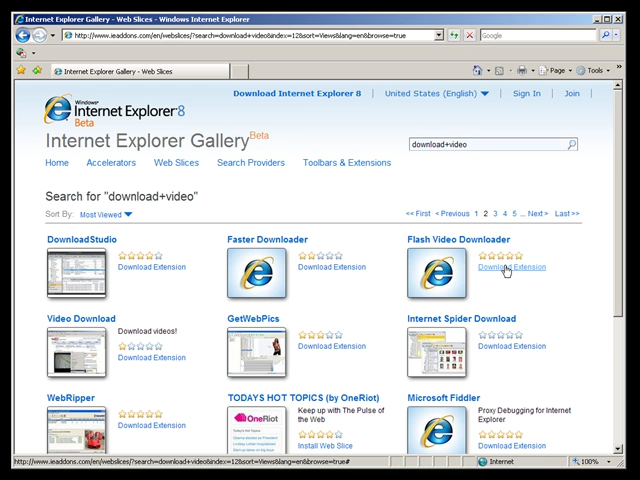 Internet Explorer Gallery - Web Slices - Windows Internet Explorer
http://www.ieaddons.com/en/webslices/?search=download+video&index=12&sort=Views&lang=en&browse=true
Google
Internet Explorer Gallery - Web Slices
Page
Tools
Download Internet Explorer 8 | United States (English) | Sign In | Join
Windows
Internet Explorer 8
Beta
Internet Explorer Gallery Beta
download+video
Home Accelerators Web Slices Search Providers Toolbars & Extensions
Search for "download+video"
Sort By: Most Viewed
<< First < Previous 1 2 3 4 5 ... Next > Last >>
DownloadStudio
Download Extension
Faster Downloader
Download Extension
Flash Video Downloader
Download Extension
Video Download
Download videos!
Download Extension
GetWebPics
Download Extension
Internet Spider Download
Download Extension
WebRipper
Download Extension
TODAYS HOT TOPICS (by OneRiot)
OneRiot
Today's Hot Topics
Keep up with The Pulse of
the Web
Install Web Slice
Microsoft Fiddler
Proxy Debugging for Internet
Explorer
Download Extension
http://www.ieaddons.com/en/webslices/?search=download+video&index=12&sort=Views&lang=en&browse=true#
Internet
100%